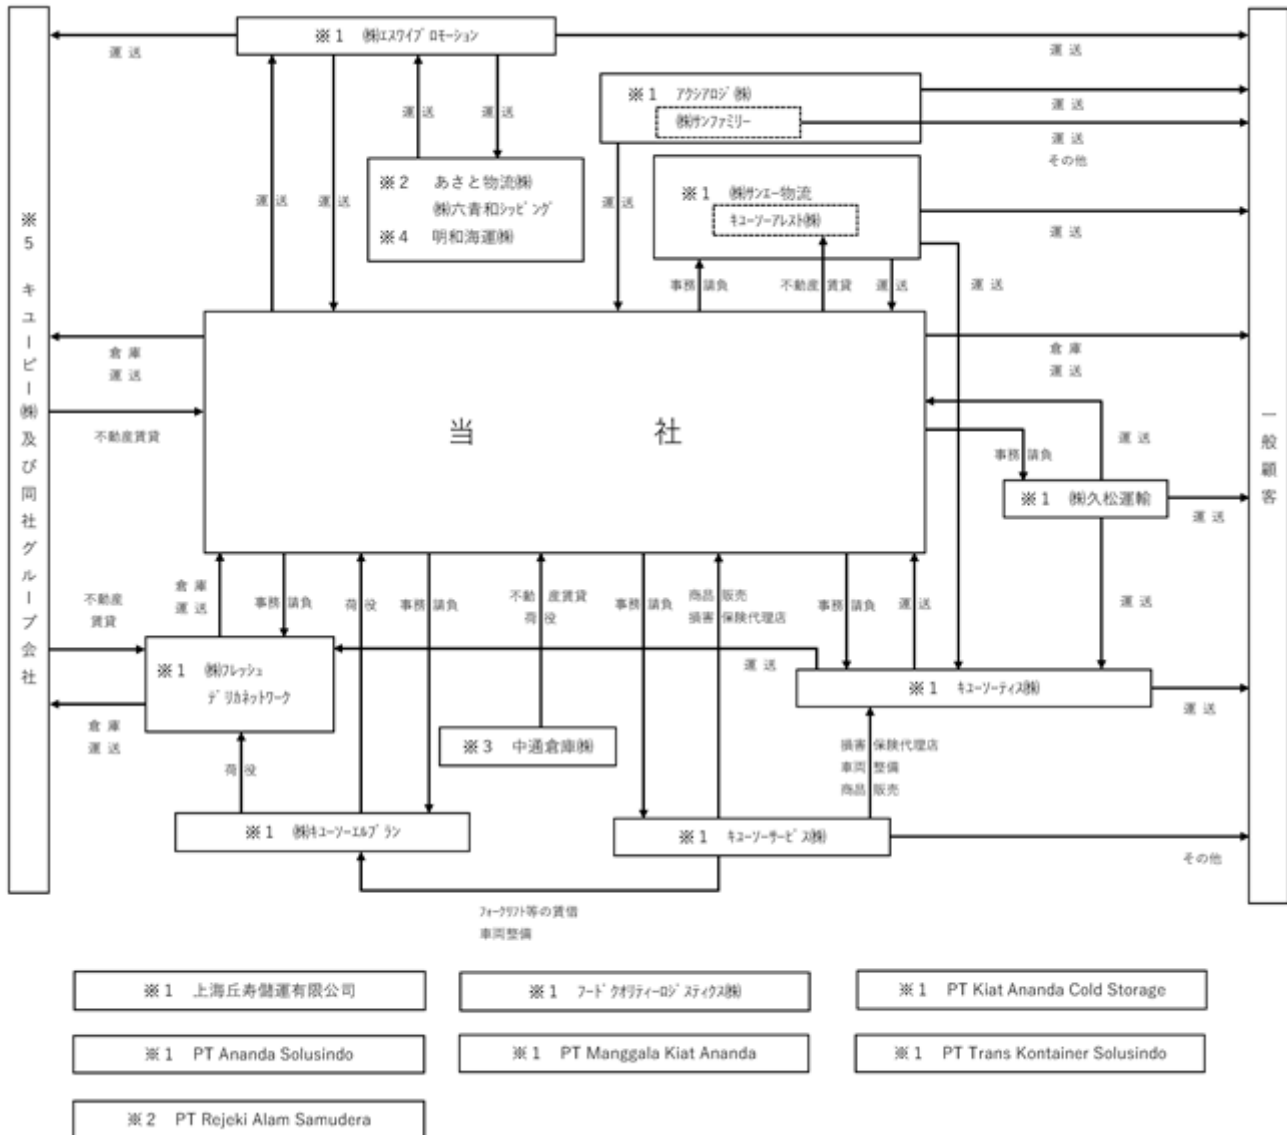 ※5 キューピー㈱及び同社グループ会社
一般顧客
※1 ㈱エスワイプロモーション
運送
運送
※1 アクシアロジ㈱
㈱サンファミリー
運送
運送
その他
運送
運送
※2 あさと物流㈱
㈱六青和シッピング
※4 明和海運㈱
運送
運送
運送
※1 ㈱サンエー物流
キューソーアレスト㈱
運送
事務請負
不動産賃貸
運送
運送
倉庫
運送
当社
倉庫
運送
不動産賃貸
運送
事務請負
※1 ㈱久松運輸
運送
運送
不動産
賃貸
倉庫
運送
事務請負
荷役
事務請負
不動産賃貸
荷役
事務請負
商品販売
損害保険代理店
事務請負
運送
※1 ㈱フレッシュ
デリカネットワーク
運送
※1 キューソーティス㈱
運送
倉庫
運送
※3 中通倉庫㈱
荷役
損害保険代理店
車両整備
商品販売
※1 ㈱キューソーエルプラン
※1 キューソーサービス㈱
その他
フォークリフト等の賃借
車両整備
※1 上海丘寿儲運有限公司
※1 フードクオリティーロジスティクス㈱
※1 PT Kiat Ananda Cold Storage
※1 PT Ananda Solusindo
※1 PT Manggala Kiat Ananda
※1 PT Trans Kontainer Solusindo
※2 PT Rejeki Alam Samudera